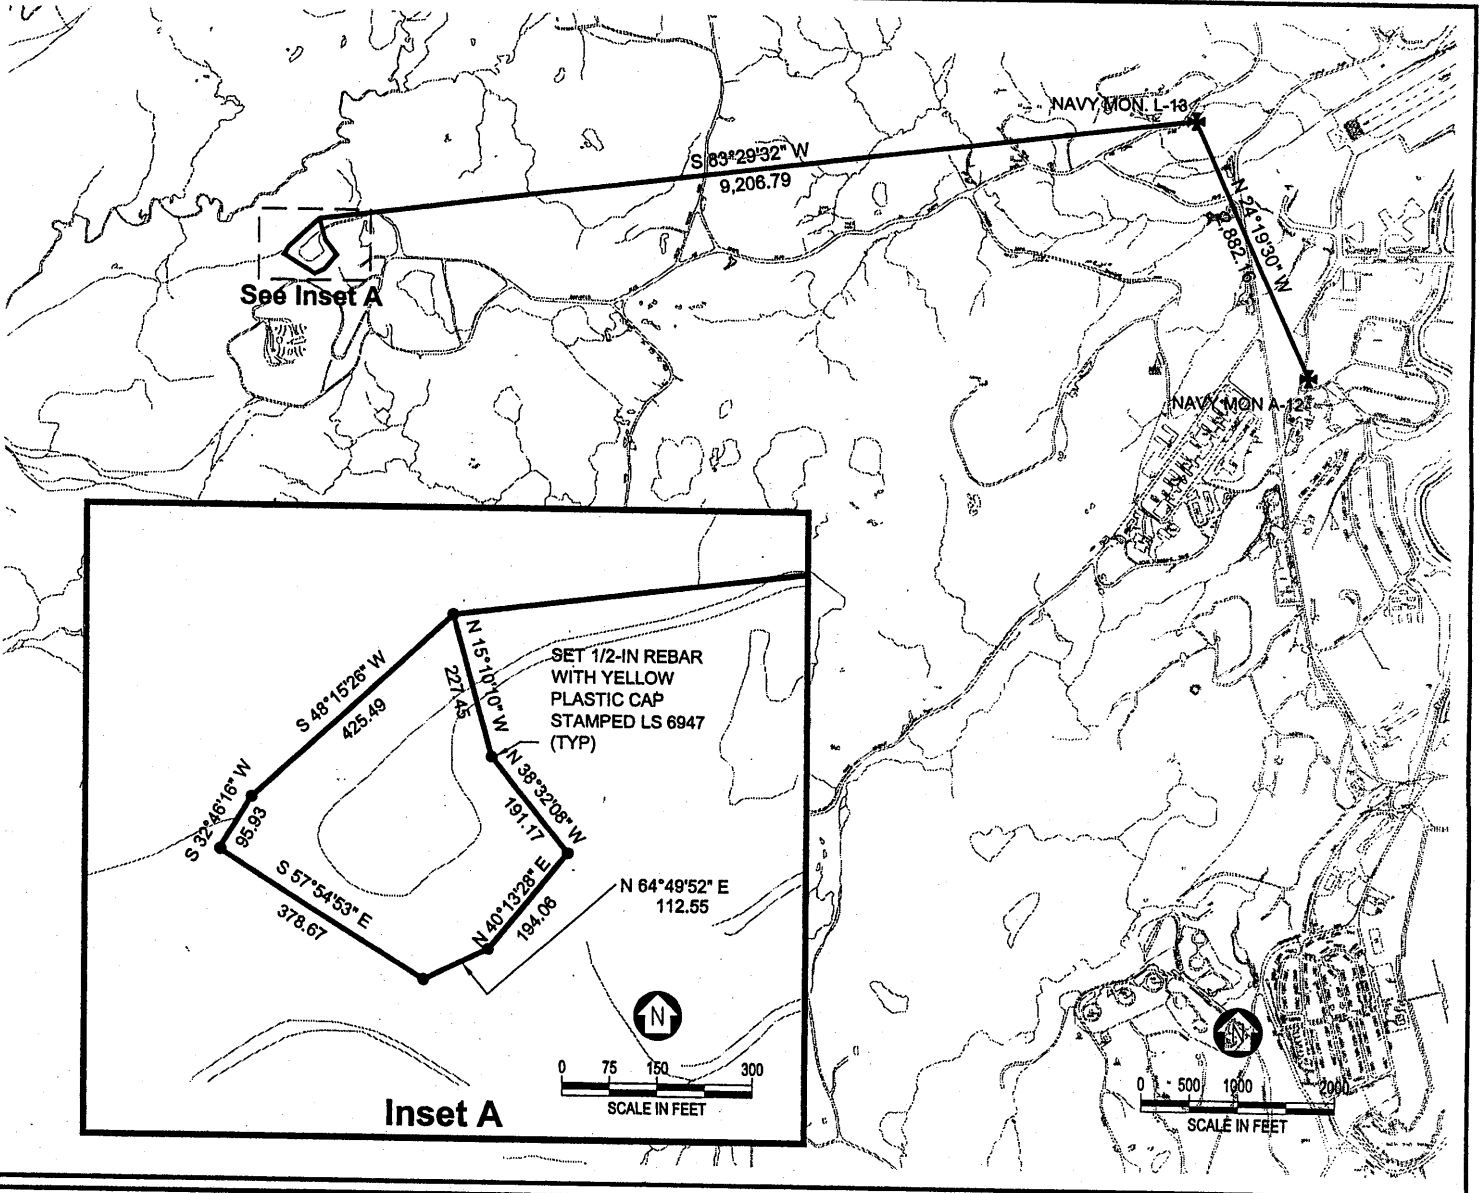 NAVY MON. L-13
S 83°29'32" W
9,206.79
N 24°19'30" W
2,882.16
See Inset A
NAVY MON A-12
N 15°10'10" W
227.45
SET 1/2-IN REBAR
WITH YELLOW
PLASTIC CAP
STAMPED LS 6947
(TYP)
S 48°15'26" W
425.49
N 38°32'08" W
191.17
S 32°46'16" W
95.93
S 57°54'53" E
378.67
N 40°13'28" E
194.06
N 64°49'52" E
112.55
N
0 75 150 300
SCALE IN FEET
Inset A
N
0 500 1000 2000
SCALE IN FEET